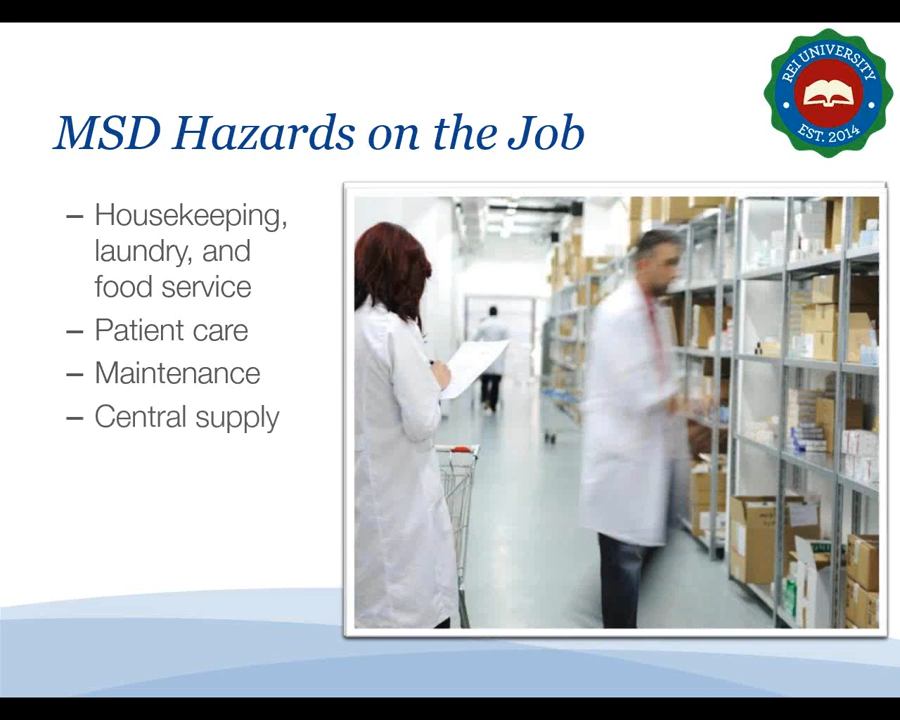 REI UNIVERSITY
EST. 2014
MSD Hazards on the Job
– Housekeeping,
laundry, and
food service
– Patient care
– Maintenance
– Central supply